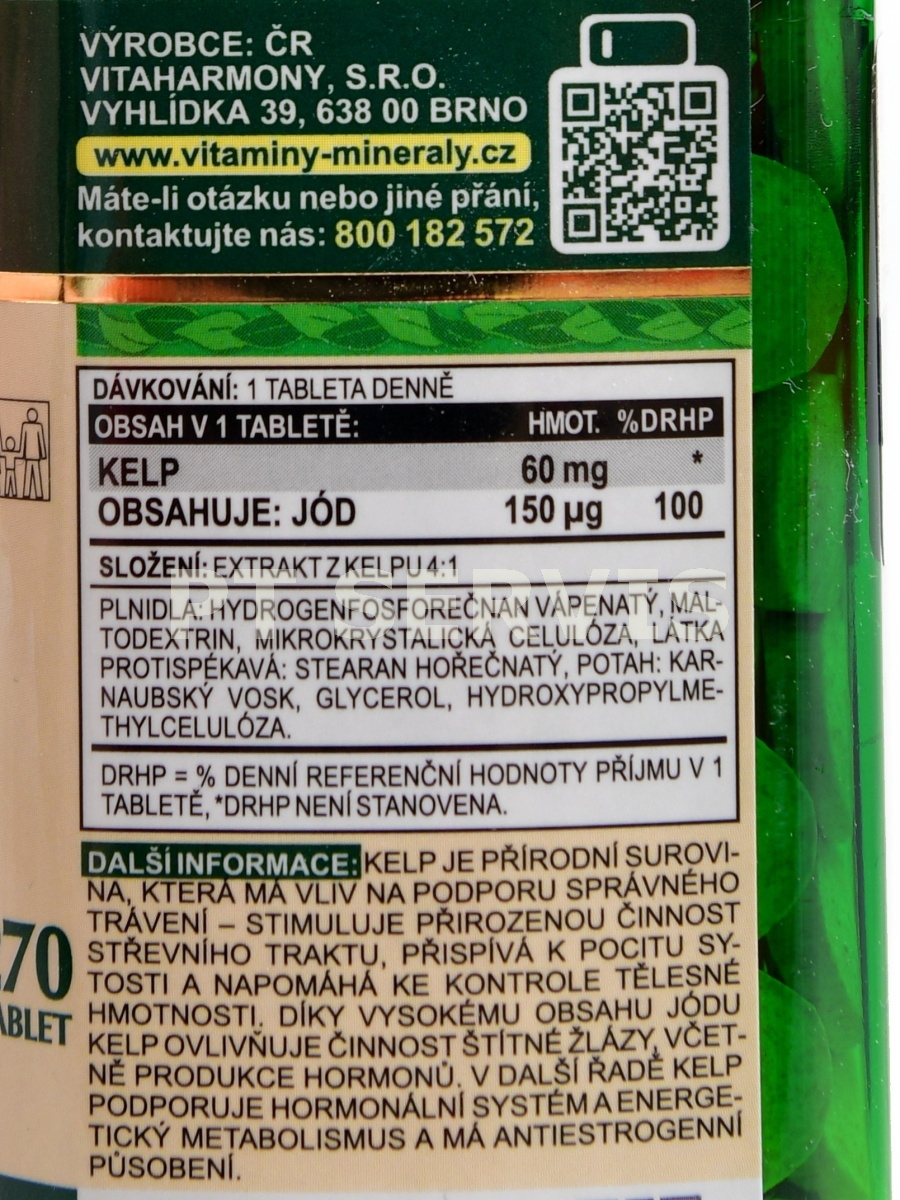 VÝROBCE: ČR
VITAHARMONY, S.R.O.
VYHLÍDKA 39, 638 00 BRNO
www.vitaminy-mineraly.cz
Máte-li otázku nebo jiné přání,
kontaktujte nás: 800 182 572
DÁVKOVÁNÍ: 1 TABLETA DENNĚ
OBSAH V 1 TABLETĚ: HMOT. %DRHP
KELP 60 mg *
OBSAHUJE: JÓD 150 µg 100
SLOŽENÍ: EXTRAKT Z KELPU 4:1
PT SERVIS
PLNIDLA: HYDROGENFOSFOREČNAN VÁPENATÝ, MAL-
TODEXTRIN, MIKROKRYSTALICKÁ CELULÓZA, LÁTKA
PROTISPÉKAVÁ: STEARAN HOŘEČNATÝ, POTAH: KAR-
NAUBSKÝ VOSK, GLYCEROL, HYDROXYPROPYLME-
THYLCELULÓZA.
DRHP = % DENNÍ REFERENČNÍ HODNOTY PŘÍJMU V 1
TABLETĚ, *DRHP NENÍ STANOVENA.
DALŠÍ INFORMACE: KELP JE PŘÍRODNÍ SUROVI-
NA, KTERÁ MÁ VLIV NA PODPORU SPRÁVNÉHO
TRÁVENÍ – STIMULUJE PŘIROZENOU ČINNOST
STŘEVNÍHO TRAKTU, PŘISPÍVÁ K POCITU SY-
TOSTI A NAPOMÁHÁ KE KONTROLE TĚLESNÉ
HMOTNOSTI. DÍKY VYSOKÉMU OBSAHU JÓDU
KELP OVLIVŇUJE ČINNOST ŠTÍTNÉ ŽLÁZY, VČET-
NĚ PRODUKCE HORMONŮ. V DALŠÍ ŘADĚ KELP
PODPORUJE HORMONÁLNÍ SYSTÉM A ENERGE-
TICKÝ METABOLISMUS A MÁ ANTIESTROGENNÍ
PŮSOBENÍ.
70
ABLET